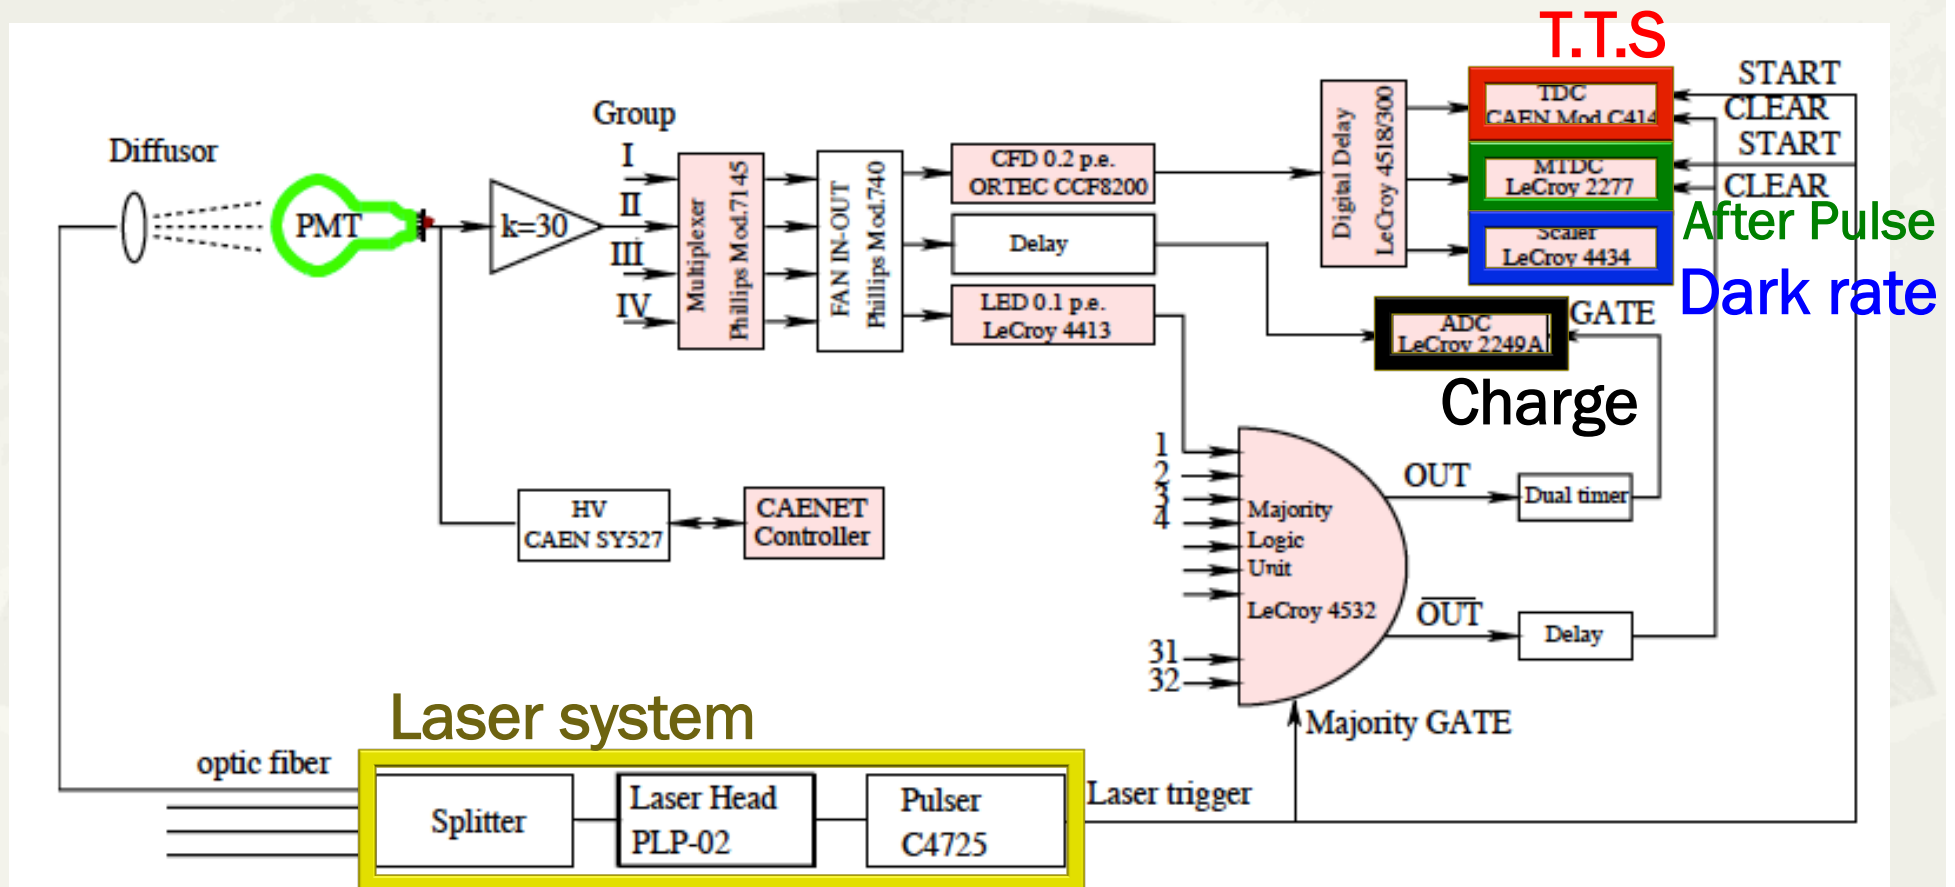 T.T.S
START
CLEAR
START
CLEAR
TDC
CAEN Mod C414
MTDC
LeCroy 2277
Scaler
LeCroy 4434
After Pulse
Dark rate
Digital Delay
LeCroy 4518/300
Group
I
II
III
IV
Diffusor
PMT
k=30
Multiplexer
Phillips Mod.7145
FAN IN-OUT
Phillips Mod.740
CFD 0.2 p.e.
ORTEC CCF8200
Delay
LED 0.1 p.e.
LeCroy 4413
ADC
LeCroy 2249A
GATE
Charge
HV
CAEN SY527
CAENET
Controller
1
2
3
4
31
32
Majority
Logic
Unit
LeCroy 4532
OUT
Dual timer
O̅U̅T̅
Delay
Majority GATE
Laser system
optic fiber
Splitter
Laser Head
PLP-02
Pulser
C4725
Laser trigger